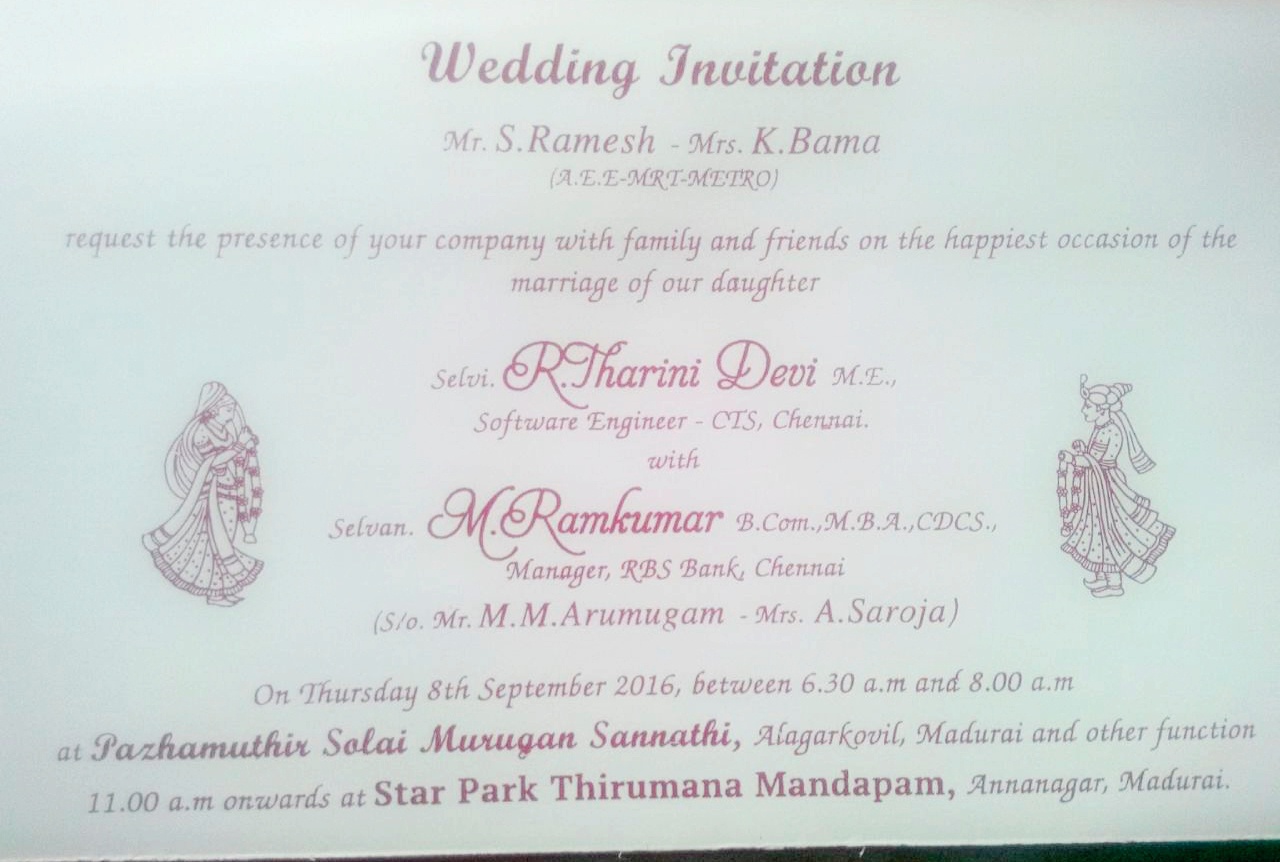 Wedding Invitation
Mr. S.Ramesh - Mrs. K.Bama
(A.E.E-MRT-METRO)
request the presence of your company with family and friends on the happiest occasion of the
marriage of our daughter
Selvi. R.Tharini Devi M.E.,
Software Engineer - CTS, Chennai.
with
Selvan. M.Ramkumar B.Com.,M.B.A.,CDCS.,
Manager, RBS Bank, Chennai
(S/o. Mr. M.M.Arumugam - Mrs. A.Saroja)
On Thursday 8th September 2016, between 6.30 a.m and 8.00 a.m
at Pazhamuthir Solai Murugan Sannathi, Alagarkovil, Madurai and other function
11.00 a.m onwards at Star Park Thirumana Mandapam, Annanagar, Madurai.